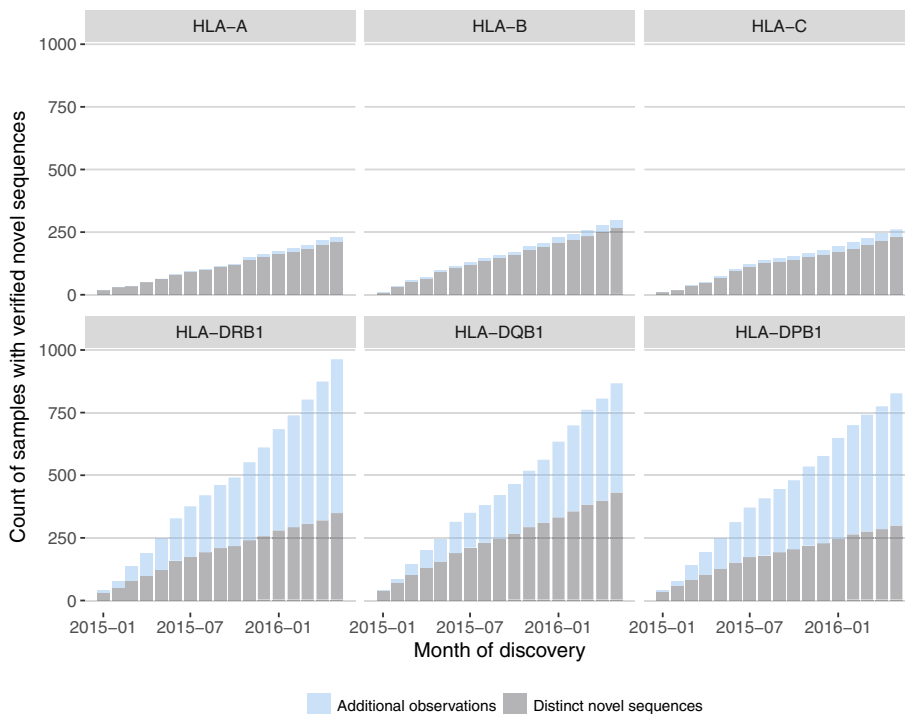 HLA−A
HLA−B
HLA−C
1000
750
500
250
0
HLA−DRB1
HLA−DQB1
HLA−DPB1
1000
750
500
250
0
2015−01
2015−07
2016−01
2015−01
2015−07
2016−01
2015−01
2015−07
2016−01
Count of samples with verified novel sequences
Month of discovery
Additional observations
Distinct novel sequences